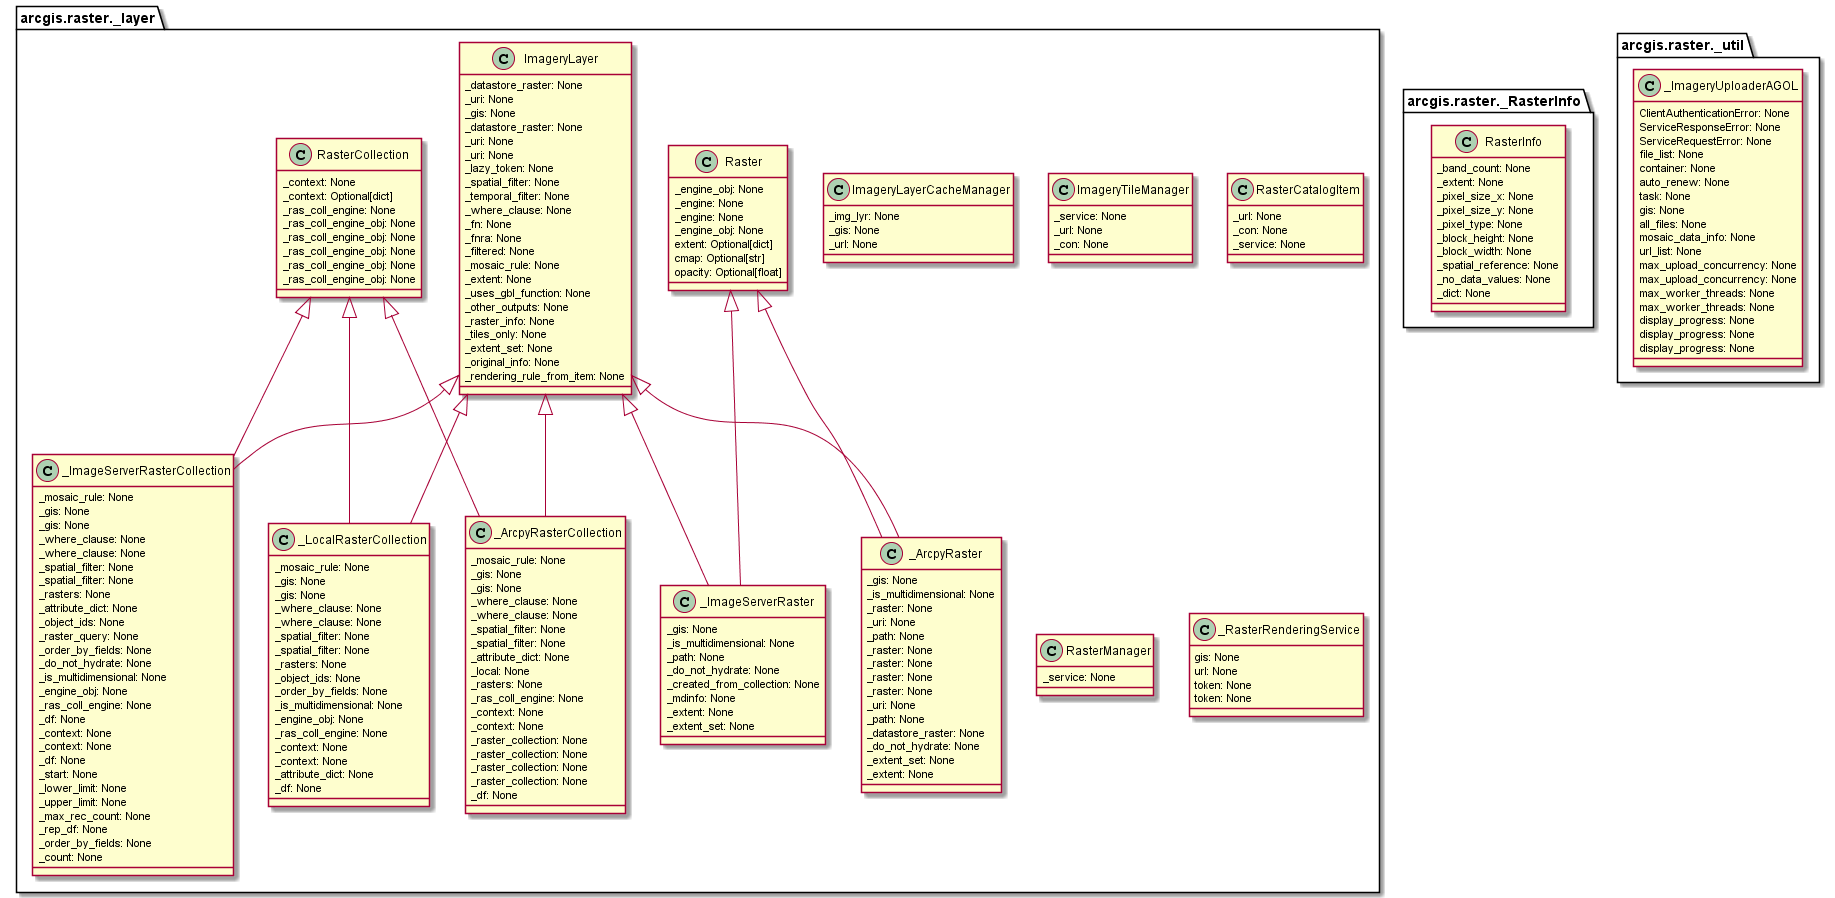 arcgis.raster._layer
C ImageryLayer
_datastore_raster: None
_uri: None
_gis: None
_datastore_raster: None
_uri: None
_uri: None
_lazy_token: None
_spatial_filter: None
_temporal_filter: None
_where_clause: None
_fn: None
_fnra: None
_filtered: None
_mosaic_rule: None
_extent: None
_uses_gbl_function: None
_other_outputs: None
_raster_info: None
_tiles_only: None
_extent_set: None
_original_info: None
_rendering_rule_from_item: None
C RasterCollection
_context: None
_context: Optional[dict]
_ras_coll_engine: None
_ras_coll_engine_obj: None
_ras_coll_engine_obj: None
_ras_coll_engine_obj: None
_ras_coll_engine_obj: None
_ras_coll_engine_obj: None
C Raster
_engine_obj: None
_engine: None
_engine: None
_engine_obj: None
extent: Optional[dict]
cmap: Optional[str]
opacity: Optional[float]
C ImageryLayerCacheManager
_img_lyr: None
_gis: None
_url: None
C ImageryTileManager
_service: None
_url: None
_con: None
C RasterCatalogItem
_url: None
_con: None
_service: None
C _ImageServerRasterCollection
_mosaic_rule: None
_gis: None
_gis: None
_where_clause: None
_where_clause: None
_spatial_filter: None
_spatial_filter: None
_rasters: None
_attribute_dict: None
_object_ids: None
_raster_query: None
_order_by_fields: None
_do_not_hydrate: None
_is_multidimensional: None
_engine_obj: None
_ras_coll_engine: None
_df: None
_context: None
_context: None
_df: None
_start: None
_lower_limit: None
_upper_limit: None
_max_rec_count: None
_rep_df: None
_order_by_fields: None
_count: None
C _LocalRasterCollection
_mosaic_rule: None
_gis: None
_gis: None
_where_clause: None
_where_clause: None
_spatial_filter: None
_spatial_filter: None
_rasters: None
_object_ids: None
_order_by_fields: None
_is_multidimensional: None
_engine_obj: None
_ras_coll_engine: None
_context: None
_context: None
_attribute_dict: None
_df: None
C _ArcpyRasterCollection
_mosaic_rule: None
_gis: None
_gis: None
_where_clause: None
_where_clause: None
_spatial_filter: None
_spatial_filter: None
_attribute_dict: None
_local: None
_rasters: None
_ras_coll_engine: None
_context: None
_context: None
_raster_collection: None
_raster_collection: None
_raster_collection: None
_raster_collection: None
_df: None
C _ImageServerRaster
_gis: None
_is_multidimensional: None
_path: None
_do_not_hydrate: None
_created_from_collection: None
_mdinfo: None
_extent: None
_extent_set: None
C _ArcpyRaster
_gis: None
_is_multidimensional: None
_raster: None
_uri: None
_path: None
_raster: None
_raster: None
_raster: None
_raster: None
_uri: None
_path: None
_datastore_raster: None
_do_not_hydrate: None
_extent_set: None
_extent: None
C RasterManager
_service: None
C _RasterRenderingService
gis: None
url: None
token: None
token: None
arcgis.raster._RasterInfo
C RasterInfo
_band_count: None
_extent: None
_pixel_size_x: None
_pixel_size_y: None
_pixel_type: None
_block_height: None
_block_width: None
_spatial_reference: None
_no_data_values: None
_dict: None
arcgis.raster._util
C _ImageryUploaderAGOL
ClientAuthenticationError: None
ServiceResponseError: None
ServiceRequestError: None
file_list: None
container: None
auto_renew: None
task: None
gis: None
all_files: None
mosaic_data_info: None
url_list: None
max_upload_concurrency: None
max_upload_concurrency: None
max_worker_threads: None
max_worker_threads: None
display_progress: None
display_progress: None
display_progress: None